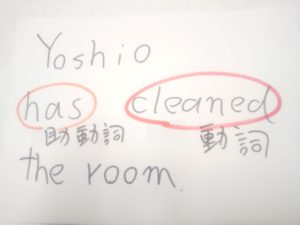 Yoshio
has cleaned
助動詞 動詞
the room.